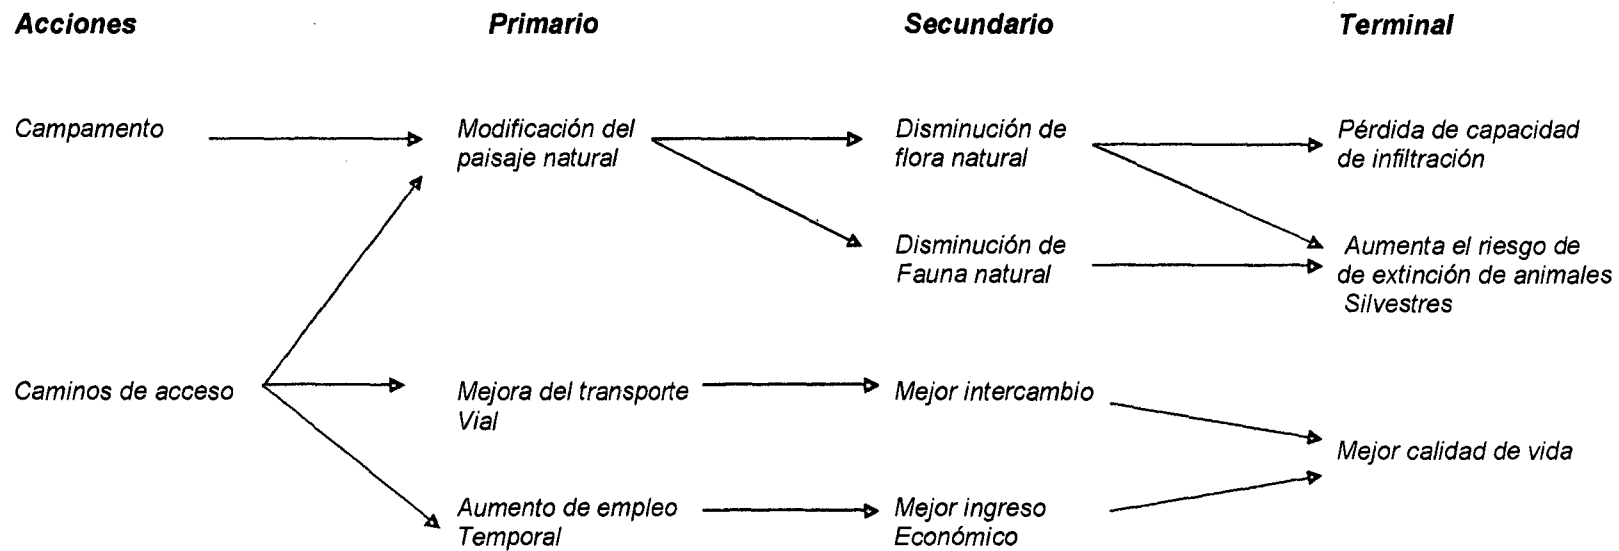 Acciones
Primario
Secundario
Terminal
Campamento
Modificación del
paisaje natural
Disminución de
flora natural
Pérdida de capacidad
de infiltración
Disminución de
Fauna natural
Aumenta el riesgo de
de extinción de animales
Silvestres
Caminos de acceso
Mejora del transporte
Vial
Mejor intercambio
Mejor calidad de vida
Aumento de empleo
Temporal
Mejor ingreso
Económico